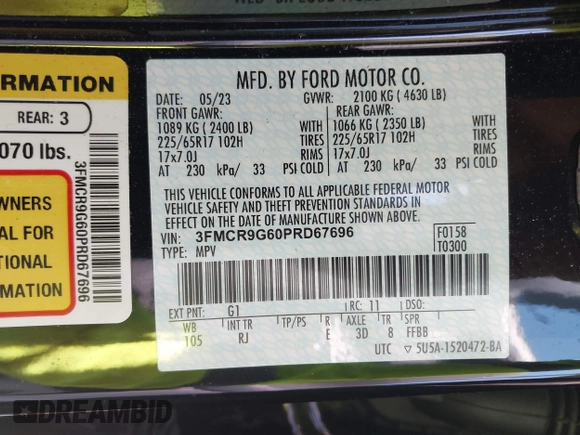 RMATION
REAR: 3
070 lbs.
WNERS
AL FOR
TIONAL
RMATION
3FMCR9G60PRD67696
MFD. BY FORD MOTOR CO.
DATE: 05/23 GVWR: 2100 KG ( 4630 LB)
FRONT GAWR: REAR GAWR:
1089 KG ( 2400 LB) WITH 1066 KG ( 2350 LB) WITH
225/65R17 102H TIRES 225/65R17 102H TIRES
17x7.0J RIMS 17x7.0J RIMS
AT 230 kPa/ 33 PSI COLD AT 230 kPa/ 33 PSI COLD
THIS VEHICLE CONFORMS TO ALL APPLICABLE FEDERAL MOTOR
VEHICLE SAFETY AND THEFT PREVENTION STANDARDS IN
EFFECT ON THE DATE OF MANUFACTURE SHOWN ABOVE.
VIN: 3FMCR9G60PRD67696 F0158
TYPE: MPV T0300
EXT PNT: G1 RC: 11 DSO:
WB INT TR TP/PS R AXLE TR SPR
105 RJ E 3D 8 FFBB
UTC 5U5A-1520472-BA
DREAMBID